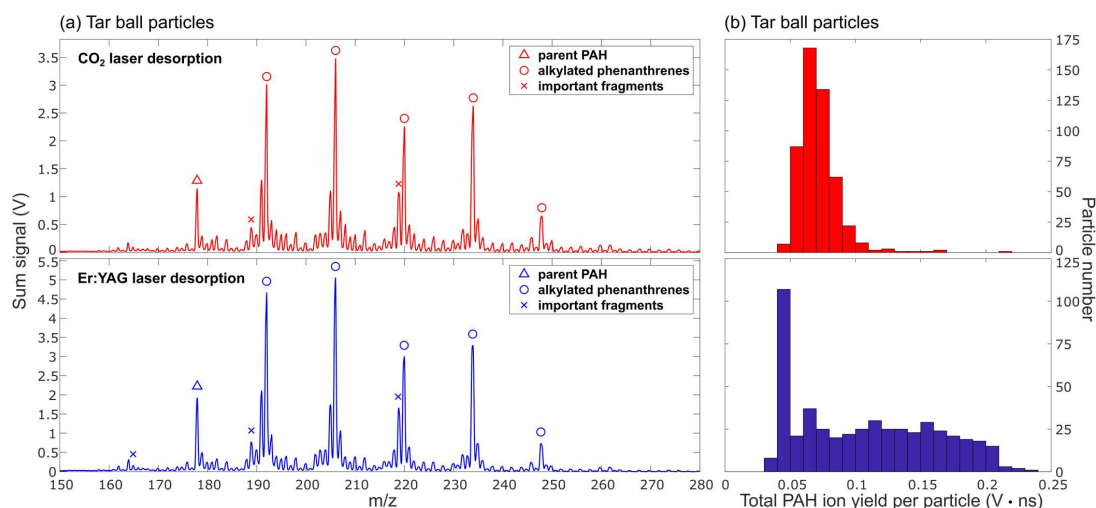 (a) Tar ball particles
(b) Tar ball particles
CO₂ laser desorption
parent PAH
alkylated phenanthrenes
important fragments
3.5
3
2.5
2
1.5
1
0.5
0
175
150
125
100
75
50
25
0
Er:YAG laser desorption
parent PAH
alkylated phenanthrenes
important fragments
5.5
5
4.5
4
3.5
3
2.5
2
1.5
1
0.5
0
125
100
75
50
25
0
Sum signal (V)
Particle number
150 160 170 180 190 200 210 220 230 240 250 260 270 280
m/z
0 0.05 0.1 0.15 0.2 0.25
Total PAH ion yield per particle (V • ns)